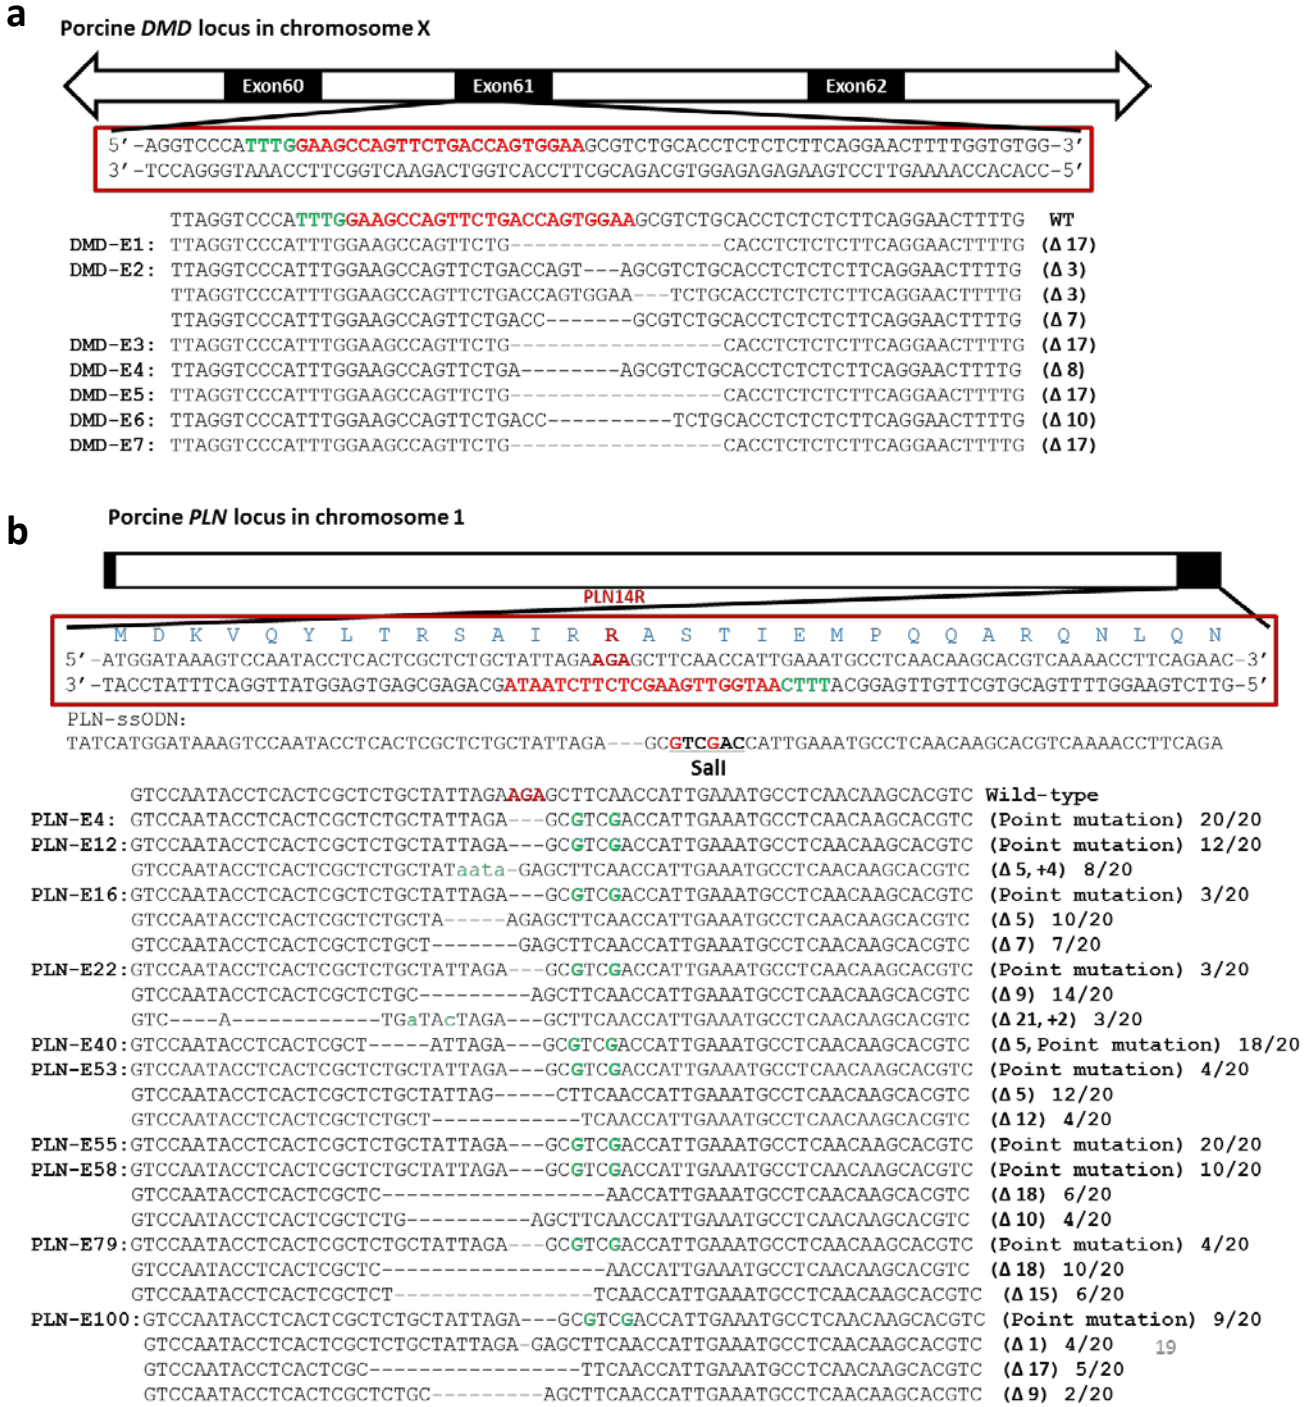 a
Porcine DMD locus in chromosome X
Exon60 Exon61 Exon62
5’-AGGTCCCATTTGGAAGCCAGTTCTGACCAGTGGAAGCGTCTGCACCTCTCTCTTCAGGAACTTTTGGTGTGG-3’
3’-TCCAGGGTAAACCTTCGGTCAAGACTGGTCACCTTCGCAGACGTGGAGAGAGAAGTCCTTGAAAACCACACC-5’
TTAGGTCCCATTTGGAAGCCAGTTCTGACCAGTGGAAGCGTCTGCACCTCTCTCTTCAGGAACTTTTG WT
DMD-E1: TTAGGTCCCATTTGGAAGCCAGTTCTG-----------------CACCTCTCTCTTCAGGAACTTTTG (Δ17)
DMD-E2: TTAGGTCCCATTTGGAAGCCAGTTCTGACCAGT---AGCGTCTGCACCTCTCTCTTCAGGAACTTTTG (Δ3)
TTAGGTCCCATTTGGAAGCCAGTTCTGACCAGTGGAA---TCTGCACCTCTCTCTTCAGGAACTTTTG (Δ3)
TTAGGTCCCATTTGGAAGCCAGTTCTGACC-------GCGTCTGCACCTCTCTCTTCAGGAACTTTTG (Δ7)
DMD-E3: TTAGGTCCCATTTGGAAGCCAGTTCTG-----------------CACCTCTCTCTTCAGGAACTTTTG (Δ17)
DMD-E4: TTAGGTCCCATTTGGAAGCCAGTTCTGA--------AGCGTCTGCACCTCTCTCTTCAGGAACTTTTG (Δ8)
DMD-E5: TTAGGTCCCATTTGGAAGCCAGTTCTG-----------------CACCTCTCTCTTCAGGAACTTTTG (Δ17)
DMD-E6: TTAGGTCCCATTTGGAAGCCAGTTCTGACC----------TCTGCACCTCTCTCTTCAGGAACTTTTG (Δ10)
DMD-E7: TTAGGTCCCATTTGGAAGCCAGTTCTG-----------------CACCTCTCTCTTCAGGAACTTTTG (Δ17)
b
Porcine PLN locus in chromosome 1
PLN14R
M D K V Q Y L T R S A I R R A S T I E M P Q Q A R Q N L Q N
5’-ATGGATAAAGTCCAATACCTCACTCGCTCTGCTATTAGAAGAGCTTCAACCATTGAAATGCCTCAACAAGCACGTCAAAACCTTCAGAAC-3’
3’-TACCTATTTCAGGTTATGGAGTGAGCGAGACGATAATCTTCTCGAAGTTGGTAACTTTACGGAGTTGTTCGTGCAGTTTTGGAAGTCTTG-5’
PLN-ssODN:
TATCATGGATAAAGTCCAATACCTCACTCGCTCTGCTATTAGA---GCGTCGACCATTGAAATGCCTCAACAAGCACGTCAAAACCTTCAGA
SalI
GTCCAATACCTCACTCGCTCTGCTATTAGAAGAGCTTCAACCATTGAAATGCCTCAACAAGCACGTC Wild-type
PLN-E4: GTCCAATACCTCACTCGCTCTGCTATTAGA---GCGTCGACCATTGAAATGCCTCAACAAGCACGTC (Point mutation) 20/20
PLN-E12: GTCCAATACCTCACTCGCTCTGCTATTAGA---GCGTCGACCATTGAAATGCCTCAACAAGCACGTC (Point mutation) 12/20
GTCCAATACCTCACTCGCTCTGCTATaata-GAGCTTCAACCATTGAAATGCCTCAACAAGCACGTC (Δ5,+4) 8/20
PLN-E16: GTCCAATACCTCACTCGCTCTGCTATTAGA---GCGTCGACCATTGAAATGCCTCAACAAGCACGTC (Point mutation) 3/20
GTCCAATACCTCACTCGCTCTGCTA-----AGAGCTTCAACCATTGAAATGCCTCAACAAGCACGTC (Δ5) 10/20
GTCCAATACCTCACTCGCTCTGCT-------GAGCTTCAACCATTGAAATGCCTCAACAAGCACGTC (Δ7) 7/20
PLN-E22: GTCCAATACCTCACTCGCTCTGCTATTAGA---GCGTCGACCATTGAAATGCCTCAACAAGCACGTC (Point mutation) 3/20
GTCCAATACCTCACTCGCTCTGC---------AGCTTCAACCATTGAAATGCCTCAACAAGCACGTC (Δ9) 14/20
GTC----A------------TGaTAcTAGA---GCTTCAACCATTGAAATGCCTCAACAAGCACGTC (Δ21,+2) 3/20
PLN-E40: GTCCAATACCTCACTCGCT-----ATTAGA---GCGTCGACCATTGAAATGCCTCAACAAGCACGTC (Δ5,Point mutation) 18/20
PLN-E53: GTCCAATACCTCACTCGCTCTGCTATTAGA---GCGTCGACCATTGAAATGCCTCAACAAGCACGTC (Point mutation) 4/20
GTCCAATACCTCACTCGCTCTGCTATTAG-----CTTCAACCATTGAAATGCCTCAACAAGCACGTC (Δ5) 12/20
GTCCAATACCTCACTCGCTCTGCT------------TCAACCATTGAAATGCCTCAACAAGCACGTC (Δ12) 4/20
PLN-E55: GTCCAATACCTCACTCGCTCTGCTATTAGA---GCGTCGACCATTGAAATGCCTCAACAAGCACGTC (Point mutation) 20/20
PLN-E58: GTCCAATACCTCACTCGCTCTGCTATTAGA---GCGTCGACCATTGAAATGCCTCAACAAGCACGTC (Point mutation) 10/20
GTCCAATACCTCACTCGCTC------------------AACCATTGAAATGCCTCAACAAGCACGTC (Δ18) 6/20
GTCCAATACCTCACTCGCTCTG----------AGCTTCAACCATTGAAATGCCTCAACAAGCACGTC (Δ10) 4/20
PLN-E79: GTCCAATACCTCACTCGCTCTGCTATTAGA---GCGTCGACCATTGAAATGCCTCAACAAGCACGTC (Point mutation) 4/20
GTCCAATACCTCACTCGCTC------------------AACCATTGAAATGCCTCAACAAGCACGTC (Δ18) 10/20
GTCCAATACCTCACTCGCTCT----------------TCAACCATTGAAATGCCTCAACAAGCACGTC (Δ15) 6/20
PLN-E100: GTCCAATACCTCACTCGCTCTGCTATTAGA---GCGTCGACCATTGAAATGCCTCAACAAGCACGTC (Point mutation) 9/20
GTCCAATACCTCACTCGCTCTGCTATTAGA-GAGCTTCAACCATTGAAATGCCTCAACAAGCACGTC (Δ1) 4/20
19
GTCCAATACCTCACTCGC-----------------TTCAACCATTGAAATGCCTCAACAAGCACGTC (Δ17) 5/20
GTCCAATACCTCACTCGCTCTGC---------AGCTTCAACCATTGAAATGCCTCAACAAGCACGTC (Δ9) 2/20